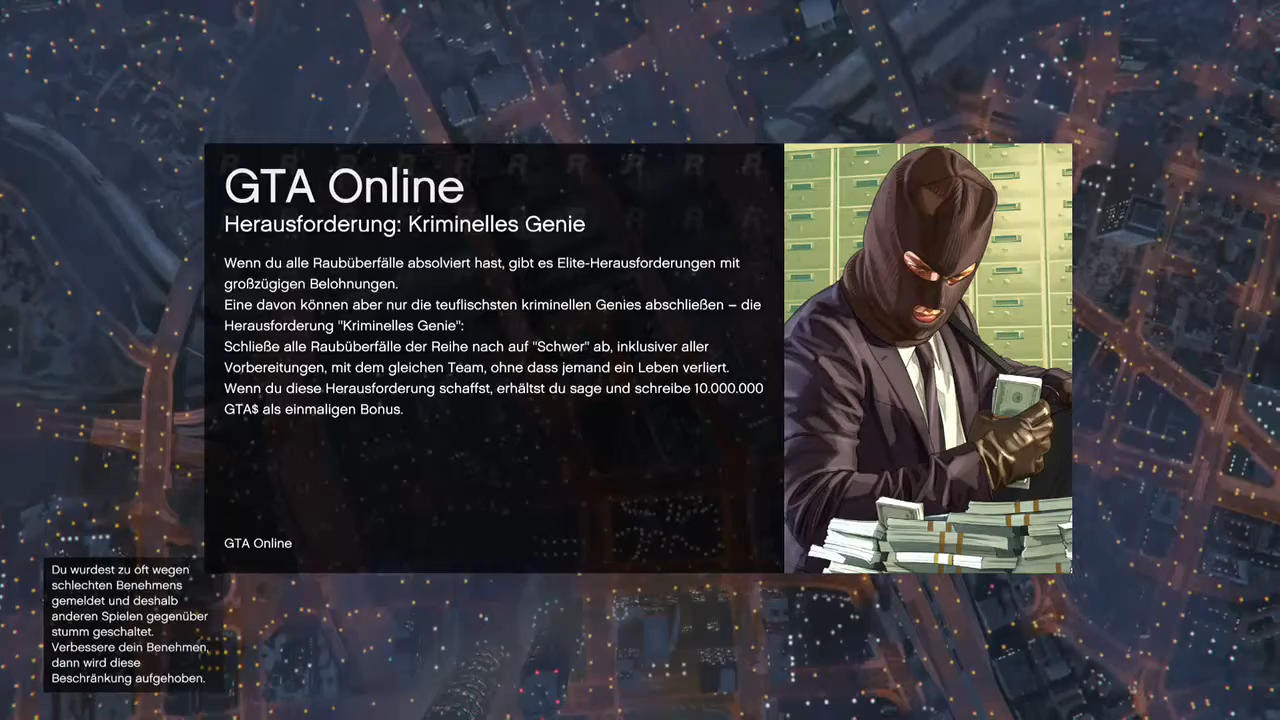 GTA Online
Herausforderung: Kriminelles Genie
Wenn du alle Raubüberfälle absolviert hast, gibt es Elite-Herausforderungen mit
großzügigen Belohnungen.
Eine davon können aber nur die teuflischsten kriminellen Genies abschließen – die
Herausforderung "Kriminelles Genie":
Schließe alle Raubüberfälle der Reihe nach auf "Schwer" ab, inklusiver aller
Vorbereitungen, mit dem gleichen Team, ohne dass jemand ein Leben verliert.
Wenn du diese Herausforderung schaffst, erhältst du sage und schreibe 10.000.000
GTA$ als einmaligen Bonus.
GTA Online
Du wurdest zu oft wegen
schlechten Benehmens
gemeldet und deshalb
anderen Spielen gegenüber
stumm geschaltet.
Verbessere dein Benehmen,
dann wird diese
Beschränkung aufgehoben.